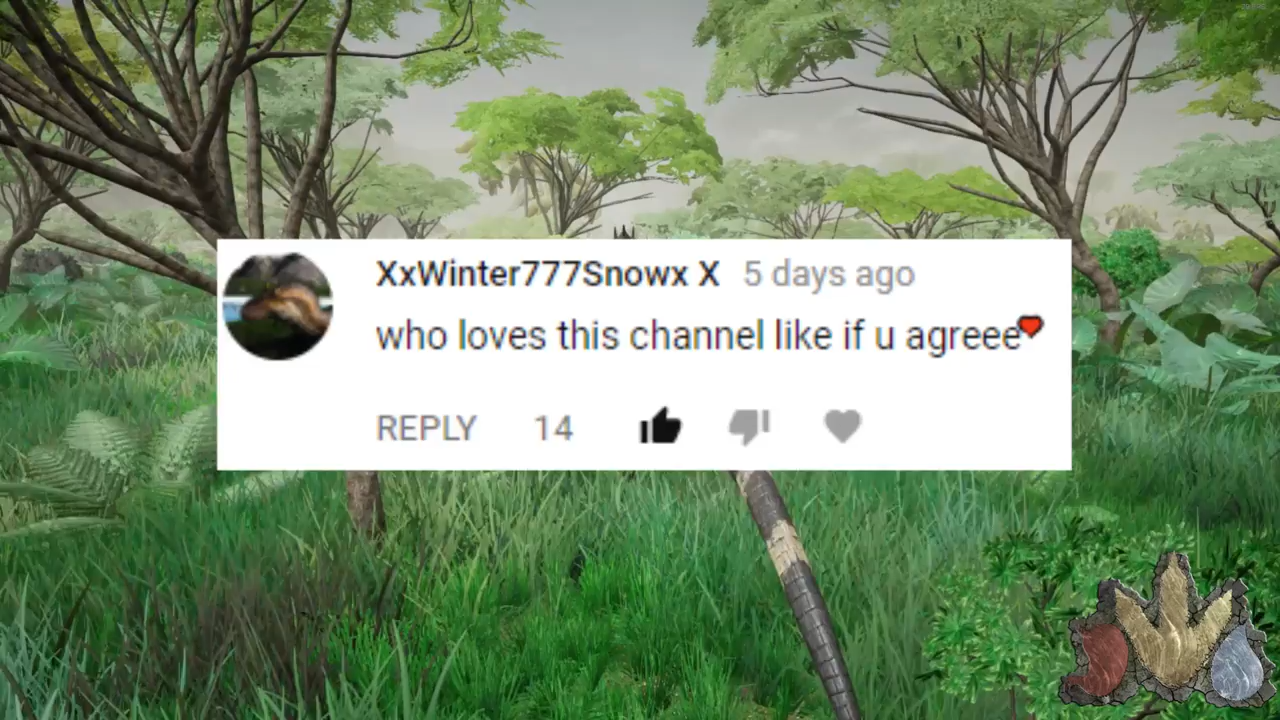 XxWinter777Snowx X 5 days ago
who loves this channel like if u agreee
REPLY 14